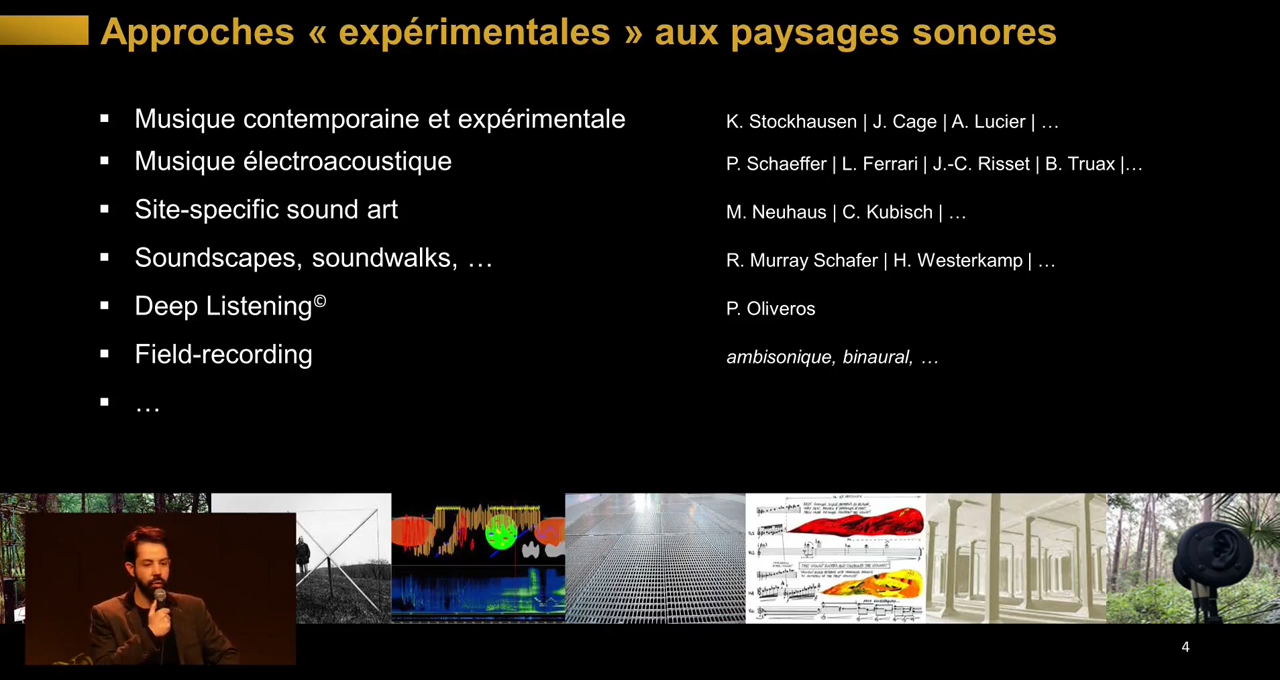 Approches « expérimentales » aux paysages sonores
▪ Musique contemporaine et expérimentale K. Stockhausen | J. Cage | A. Lucier | …
▪ Musique électroacoustique P. Schaeffer | L. Ferrari | J.-C. Risset | B. Truax |…
▪ Site-specific sound art M. Neuhaus | C. Kubisch | …
▪ Soundscapes, soundwalks, … R. Murray Schafer | H. Westerkamp | …
▪ Deep Listening© P. Oliveros
▪ Field-recording ambisonique, binaural, …
▪ …
4